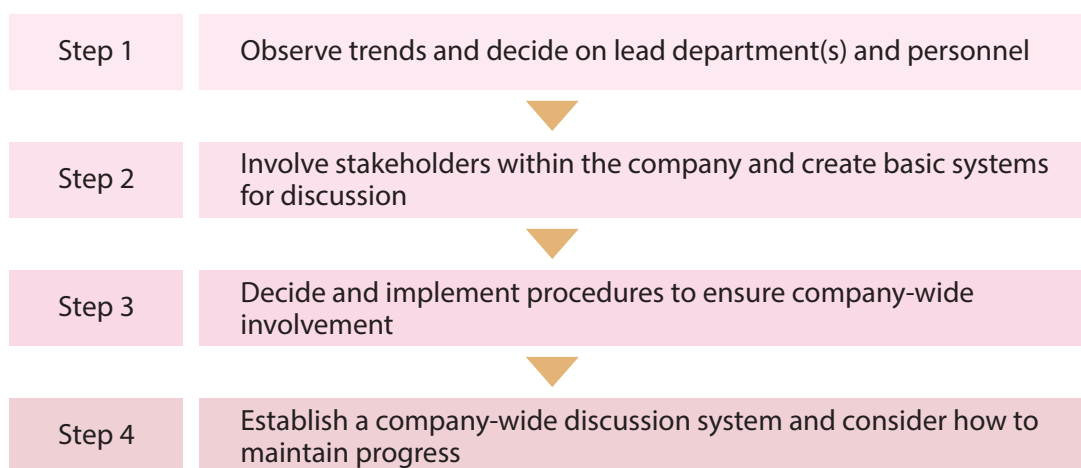 Step 1
Observe trends and decide on lead department(s) and personnel
Step 2
Involve stakeholders within the company and create basic systems
for discussion
Step 3
Decide and implement procedures to ensure company-wide
involvement
Step 4
Establish a company-wide discussion system and consider how to
maintain progress